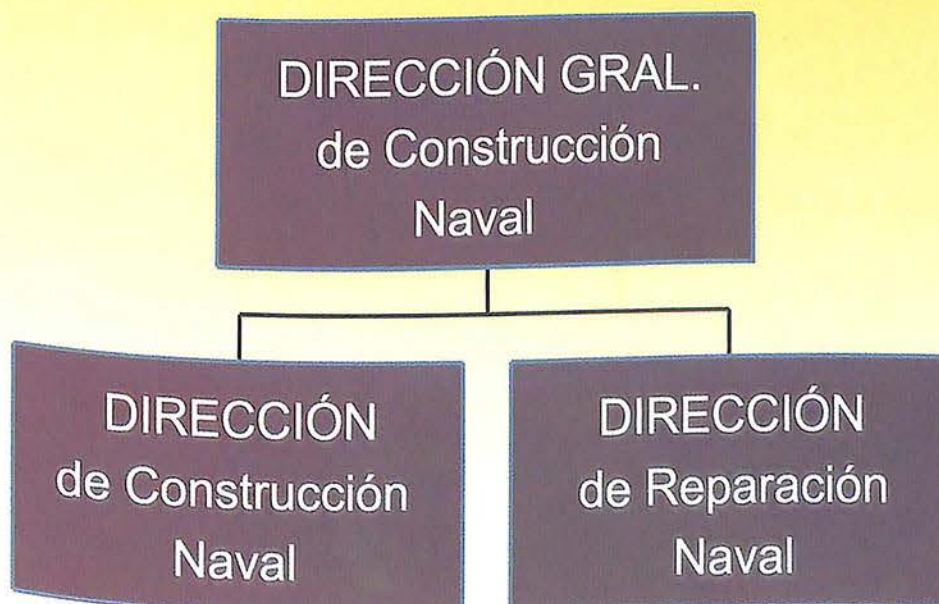 DIRECCIÓN GRAL.
de Construcción
Naval
DIRECCIÓN
de Construcción
Naval
DIRECCIÓN
de Reparación
Naval